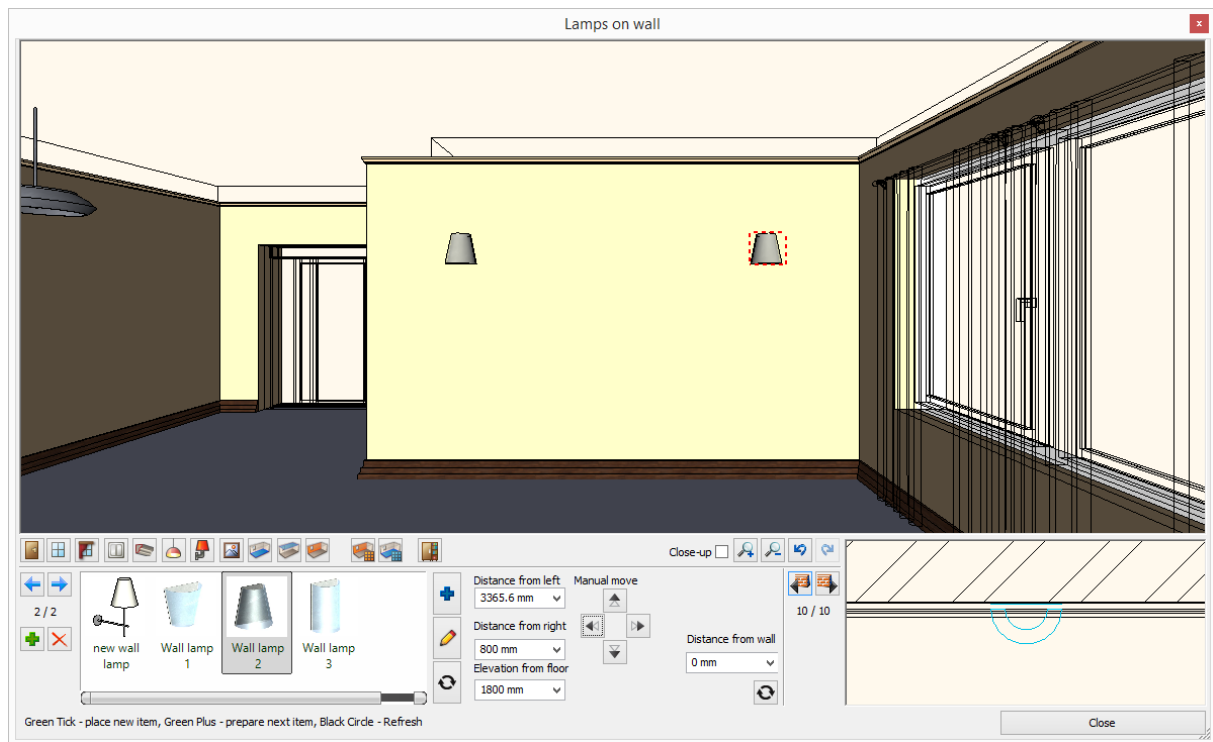 Lamps on wall
x
Close-up
2 / 2
new wall
lamp
Wall lamp
1
Wall lamp
2
Wall lamp
3
Distance from left
3365.6 mm
Distance from right
800 mm
Elevation from floor
1800 mm
Manual move
Distance from wall
0 mm
10 / 10
Green Tick - place new item, Green Plus - prepare next item, Black Circle - Refresh
Close